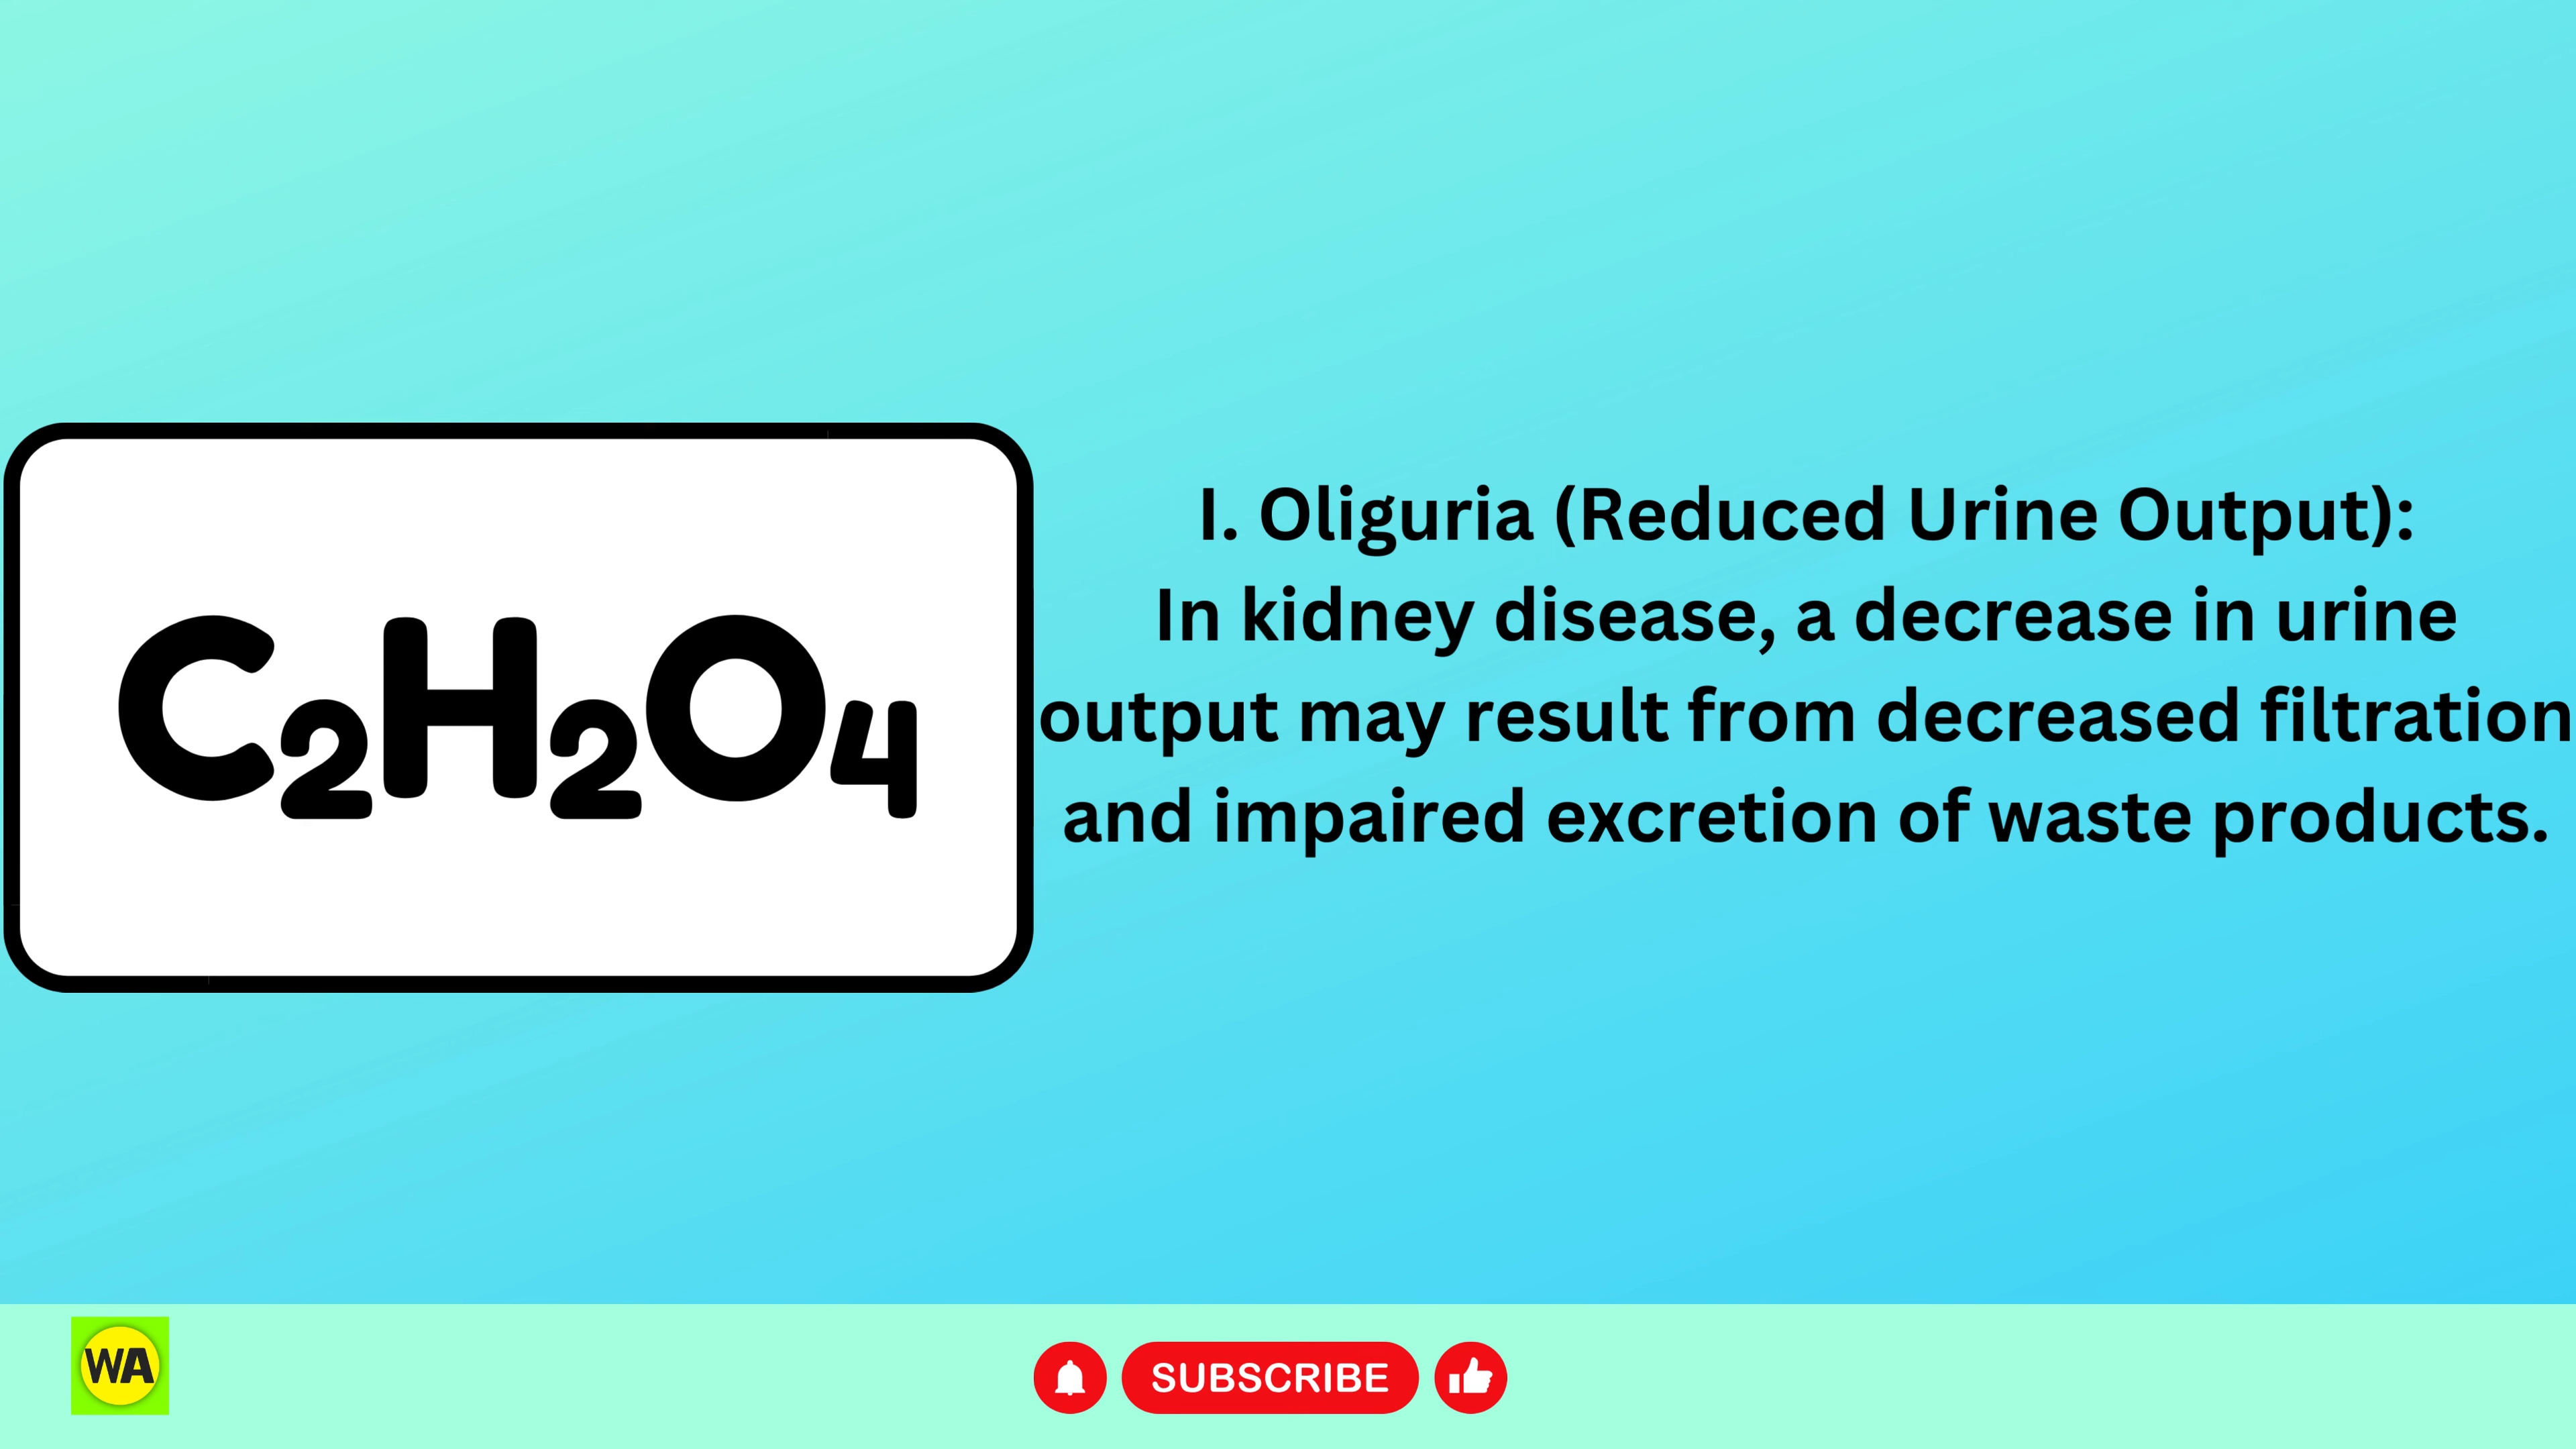 C₂H₂O₄
I. Oliguria (Reduced Urine Output):
In kidney disease, a decrease in urine
output may result from decreased filtration
and impaired excretion of waste products.
WA
SUBSCRIBE